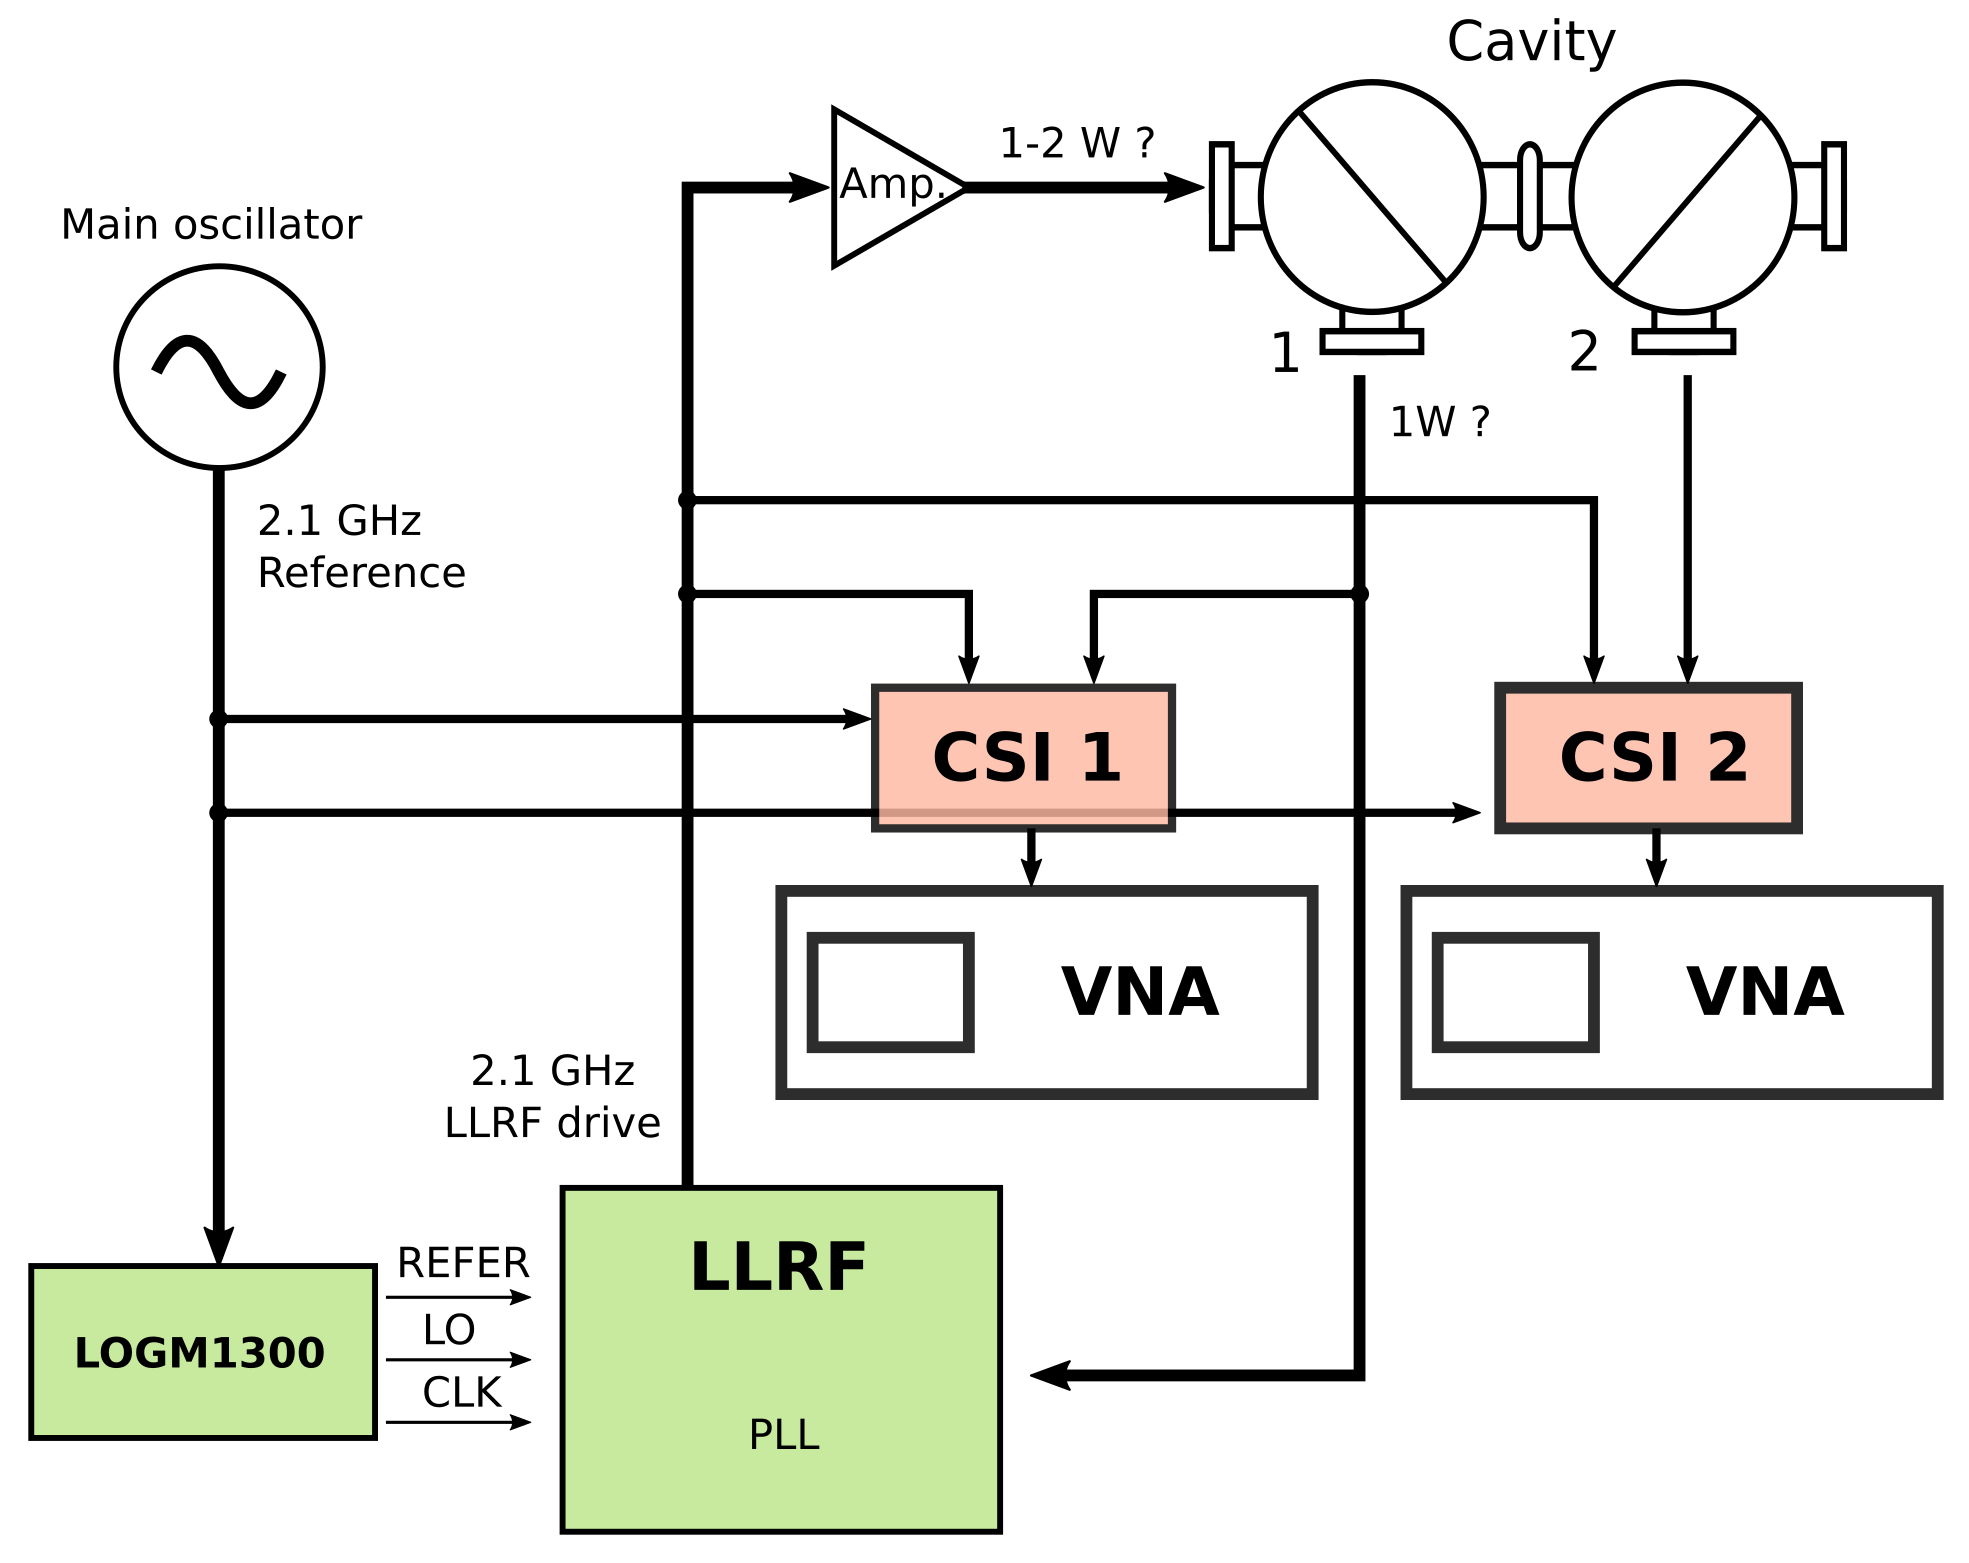 Cavity
1-2 W ?
Amp.
Main oscillator
1
2
1W ?
2.1 GHz
Reference
CSI 1
CSI 2
VNA
VNA
2.1 GHz
LLRF drive
LLRF
REFER
LO
CLK
LOGM1300
PLL